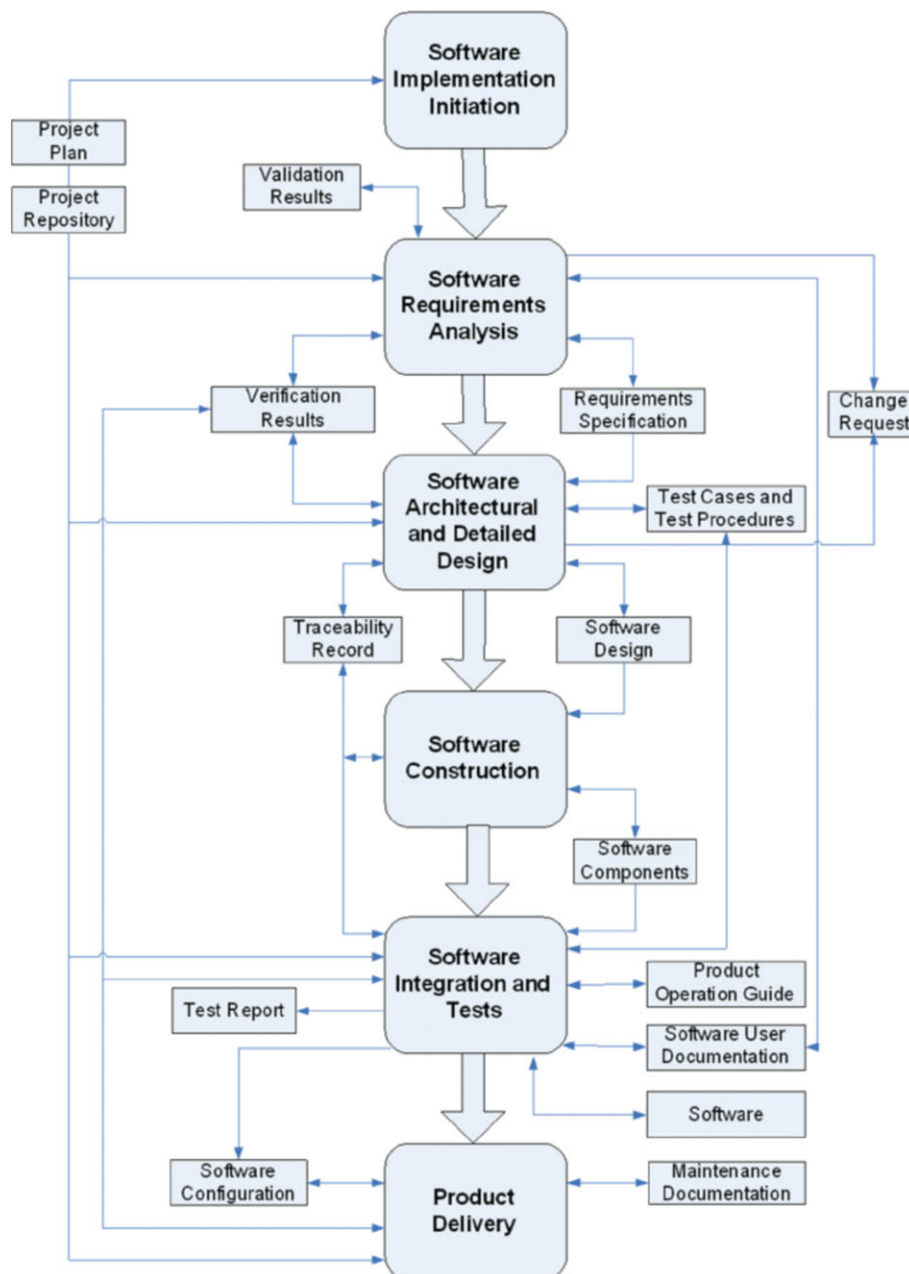 Software
Implementation
Initiation
Project
Plan
Validation
Results
Project
Repository
Software
Requirements
Analysis
Verification
Results
Requirements
Specification
Change
Request
Software
Architectural
and Detailed
Design
Test Cases and
Test Procedures
Traceability
Record
Software
Design
Software
Construction
Software
Components
Software
Integration and
Tests
Product
Operation Guide
Test Report
Software User
Documentation
Software
Software
Configuration
Product
Delivery
Maintenance
Documentation